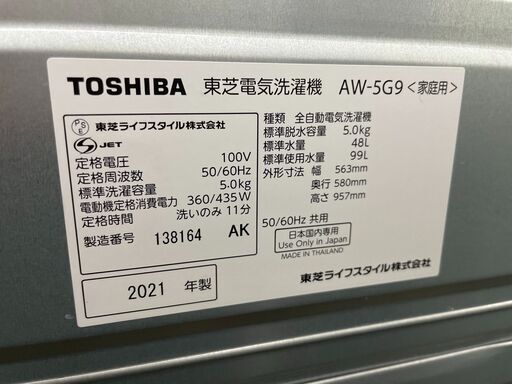 TOSHIBA 東芝電気洗濯機 AW-5G9<家庭用>
PSE
東芝ライフスタイル株式会社
S JET
定格電圧 100V
定格周波数 50/60Hz
標準洗濯容量 5.0kg
電動機定格消費電力 360/435W
定格時間 洗いのみ 11分
製造番号 138164 AK
2021 年製
種類 全自動電気洗濯機
標準脱水容量 5.0kg
標準水量 48L
標準使用水量 99L
外形寸法 幅 563mm
奥行 580mm
高さ 957mm
50/60Hz 共用
日本国内専用
Use Only in Japan
MADE IN THAILAND
東芝ライフスタイル株式会社